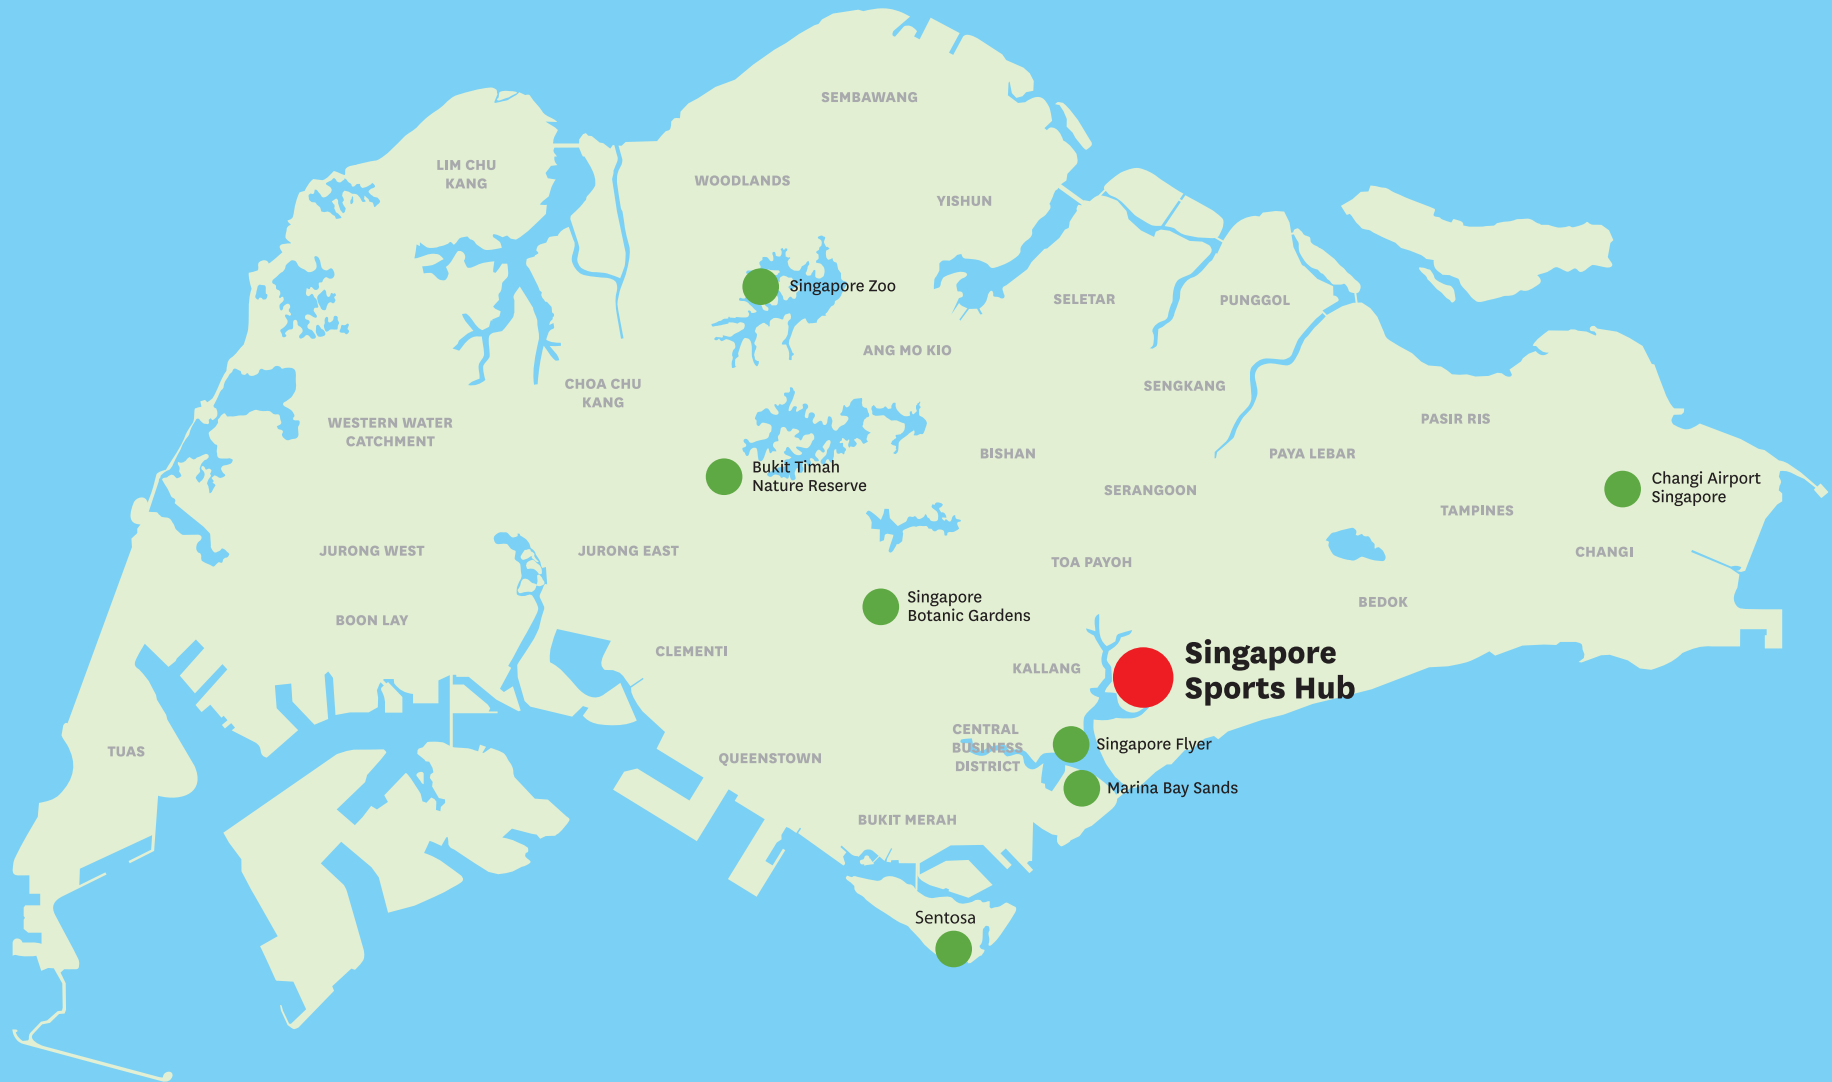 SEMBAWANG
LIM CHU
KANG
WOODLANDS
YISHUN
Singapore Zoo
SELETAR
PUNGGOL
ANG MO KIO
CHOA CHU
KANG
SENGKANG
WESTERN WATER
CATCHMENT
PASIR RIS
BISHAN
PAYA LEBAR
Bukit Timah
Nature Reserve
SERANGOON
Changi Airport
Singapore
TAMPINES
JURONG WEST
JURONG EAST
CHANGI
TOA PAYOH
BEDOK
Singapore
Botanic Gardens
BOON LAY
CLEMENTI
KALLANG
Singapore
Sports Hub
CENTRAL
BUSINESS
DISTRICT
Singapore Flyer
TUAS
QUEENSTOWN
Marina Bay Sands
BUKIT MERAH
Sentosa